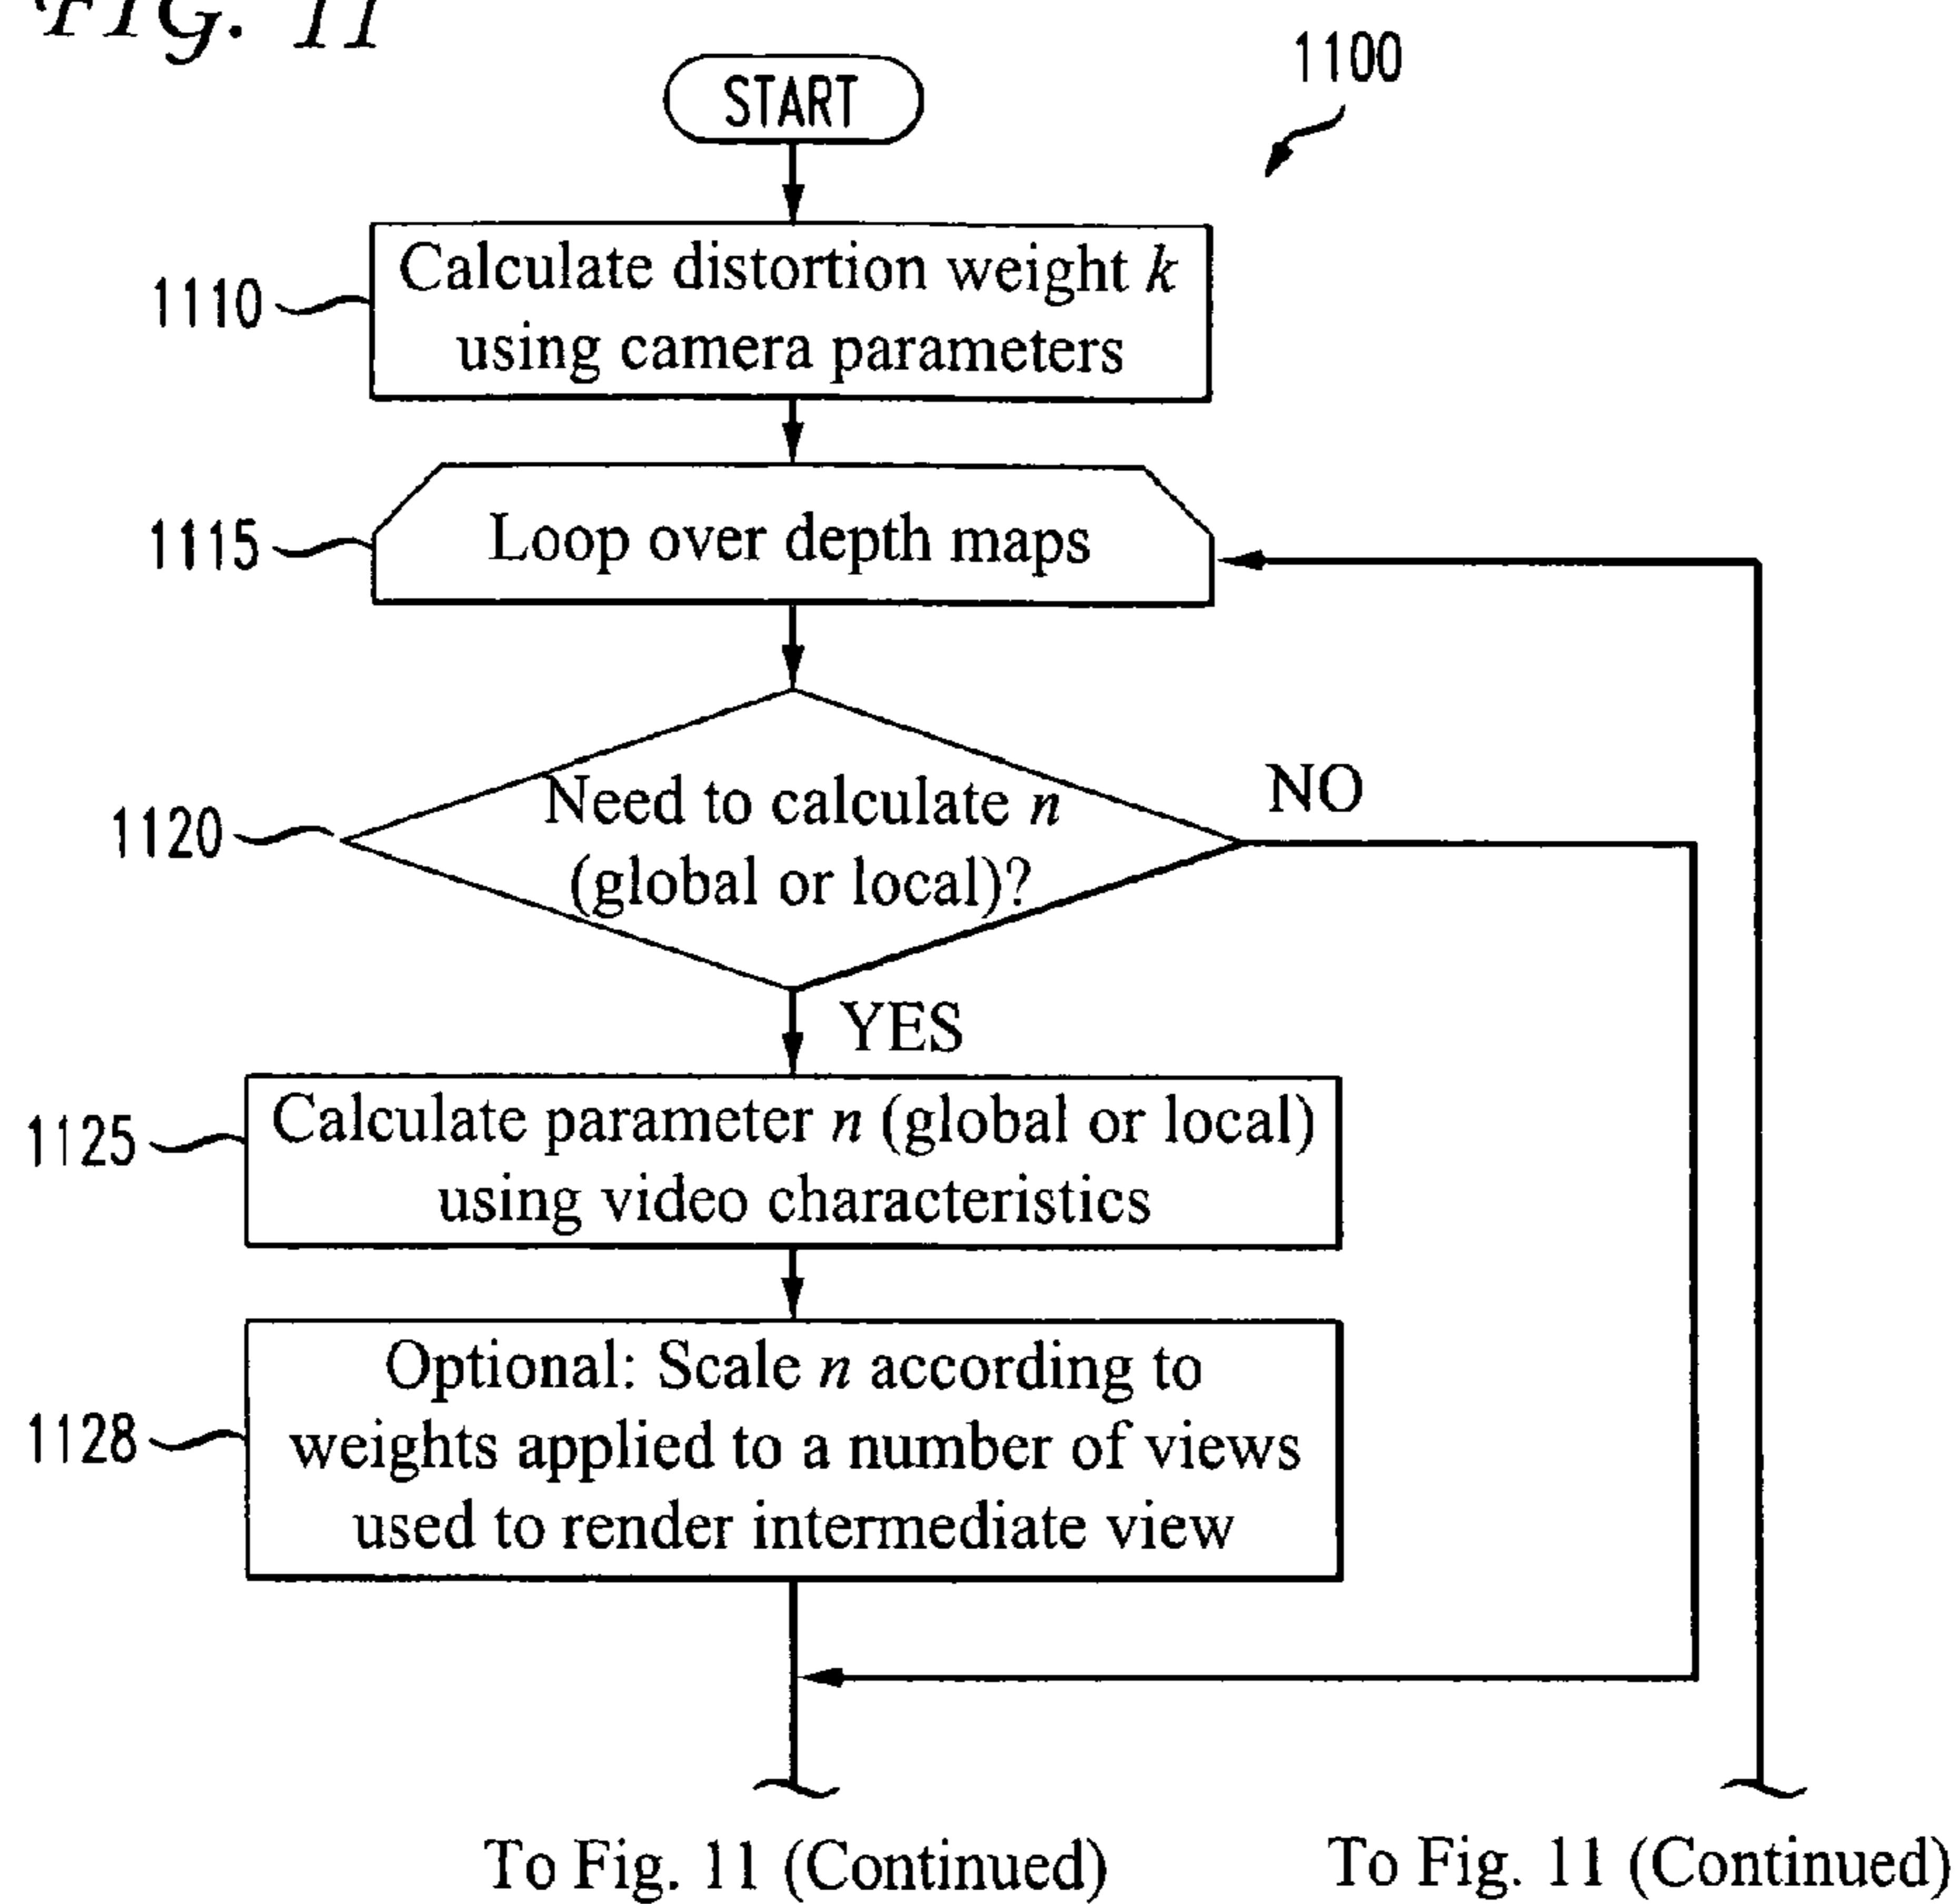 FIG. 11
1100
START
1110
Calculate distortion weight k
using camera parameters
1115
Loop over depth maps
1120
Need to calculate n
(global or local)?
NO
YES
1125
Calculate parameter n (global or local)
using video characteristics
1128
Optional: Scale n according to
weights applied to a number of views
used to render intermediate view
To Fig. 11 (Continued)
To Fig. 11 (Continued)